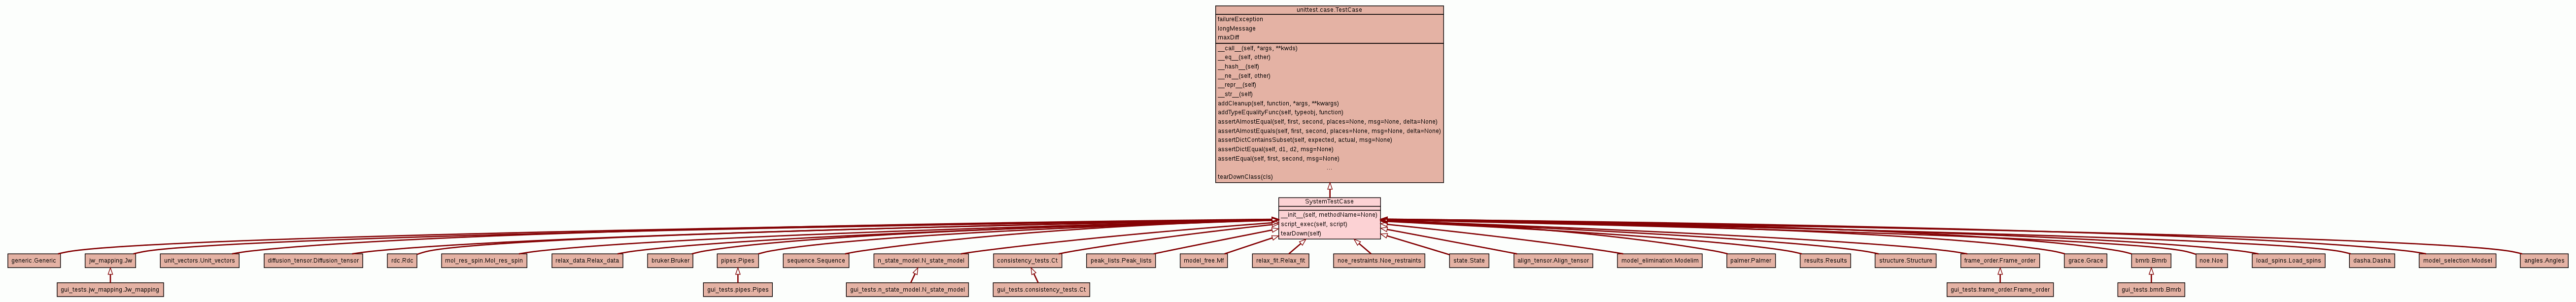 unittest.case.TestCase
failureException
longMessage
maxDiff
__call__(self, *args, **kwds)
__eq__(self, other)
__hash__(self)
__ne__(self, other)
__repr__(self)
__str__(self)
addCleanup(self, function, *args, **kwargs)
addTypeEqualityFunc(self, typeobj, function)
assertAlmostEqual(self, first, second, places=None, msg=None, delta=None)
assertAlmostEquals(self, first, second, places=None, msg=None, delta=None)
assertDictContainsSubset(self, expected, actual, msg=None)
assertDictEqual(self, d1, d2, msg=None)
assertEqual(self, first, second, msg=None)
...
tearDownClass(cls)
SystemTestCase
__init__(self, methodName=None)
script_exec(self, script)
tearDown(self)
generic.Generic
jw_mapping.Jw
unit_vectors.Unit_vectors
diffusion_tensor.Diffusion_tensor
rdc.Rdc
mol_res_spin.Mol_res_spin
relax_data.Relax_data
bruker.Bruker
pipes.Pipes
sequence.Sequence
n_state_model.N_state_model
consistency_tests.Ct
peak_lists.Peak_lists
model_free.Mf
relax_fit.Relax_fit
noe_restraints.Noe_restraints
state.State
align_tensor.Align_tensor
model_elimination.Modelim
palmer.Palmer
results.Results
structure.Structure
frame_order.Frame_order
grace.Grace
bmrb.Bmrb
noe.Noe
load_spins.Load_spins
dasha.Dasha
model_selection.Modsel
angles.Angles
gui_tests.jw_mapping.Jw_mapping
gui_tests.pipes.Pipes
gui_tests.n_state_model.N_state_model
gui_tests.consistency_tests.Ct
gui_tests.frame_order.Frame_order
gui_tests.bmrb.Bmrb